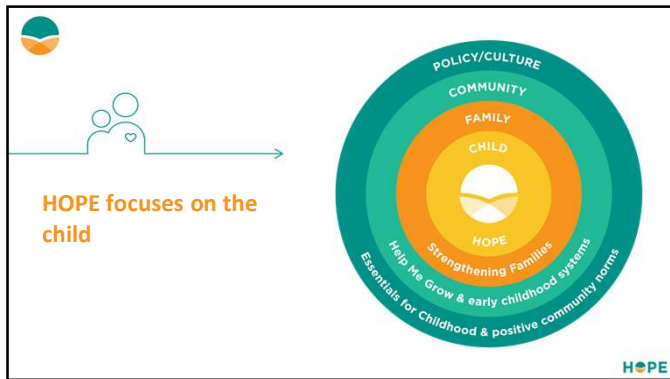 HOPE focuses on the
child
POLICY/CULTURE
COMMUNITY
FAMILY
CHILD
HOPE
Strengthening Families
Help Me Grow & early childhood systems
Essentials for Childhood & positive community norms
HOPE